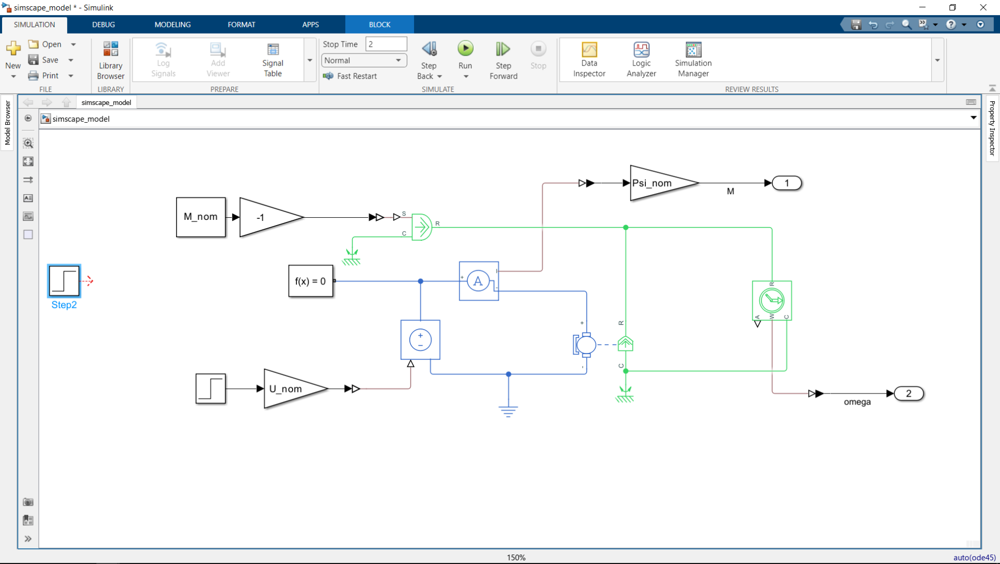 simscape_model * - Simulink
SIMULATION DEBUG MODELING FORMAT APPS BLOCK
New
Open
Save
Print
FILE
Library
Browser
LIBRARY
Log
Signals
Add
Viewer
Signal
Table
PREPARE
Stop Time 2
Normal
Fast Restart
Step
Back
Run
Step
Forward
Stop
SIMULATE
Data
Inspector
Logic
Analyzer
Simulation
Manager
REVIEW RESULTS
Model Browser
simscape_model
simscape_model
Property Inspector
Psi_nom
M
1
M_nom
-1
S
C
R
f(x) = 0
+
A
I
-
Step2
+
-
+
-
R
C
R
A
W
C
U_nom
omega
2
150%
auto(ode45)